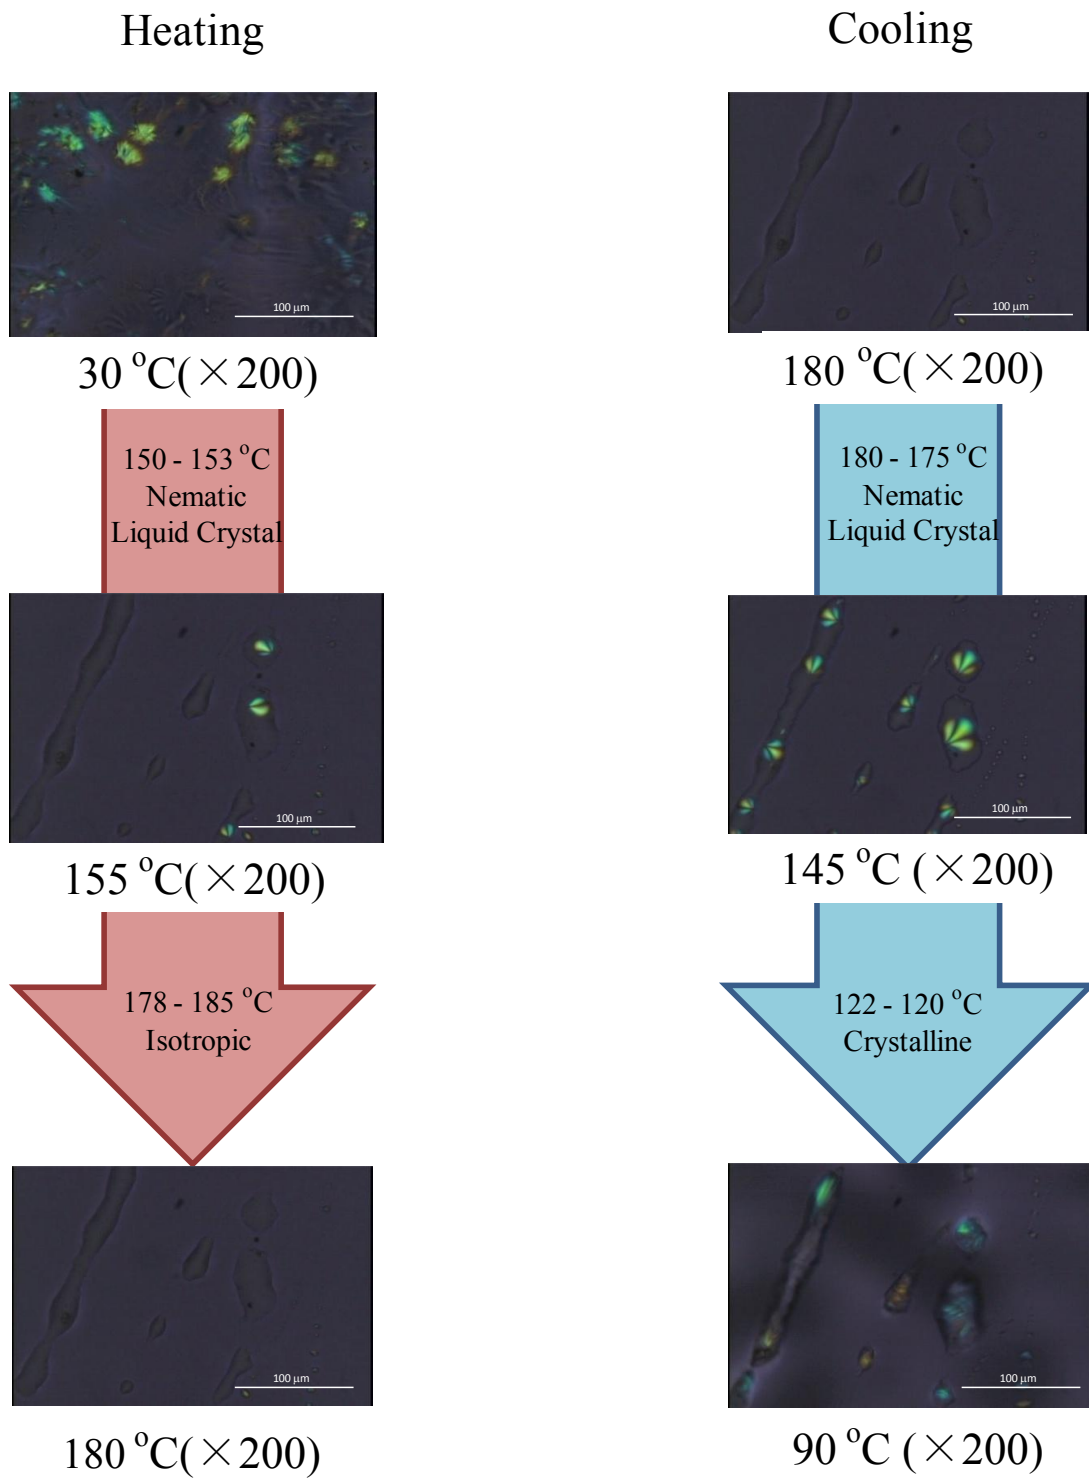 Heating
Cooling
100 μm
100 μm
30 °C(×200)
180 °C(×200)
150 - 153 °C
Nematic
Liquid Crystal
180 - 175 °C
Nematic
Liquid Crystal
100 μm
100 μm
155 °C(×200)
145 °C (×200)
178 - 185 °C
Isotropic
122 - 120 °C
Crystalline
100 μm
100 μm
180 °C(×200)
90 °C (×200)